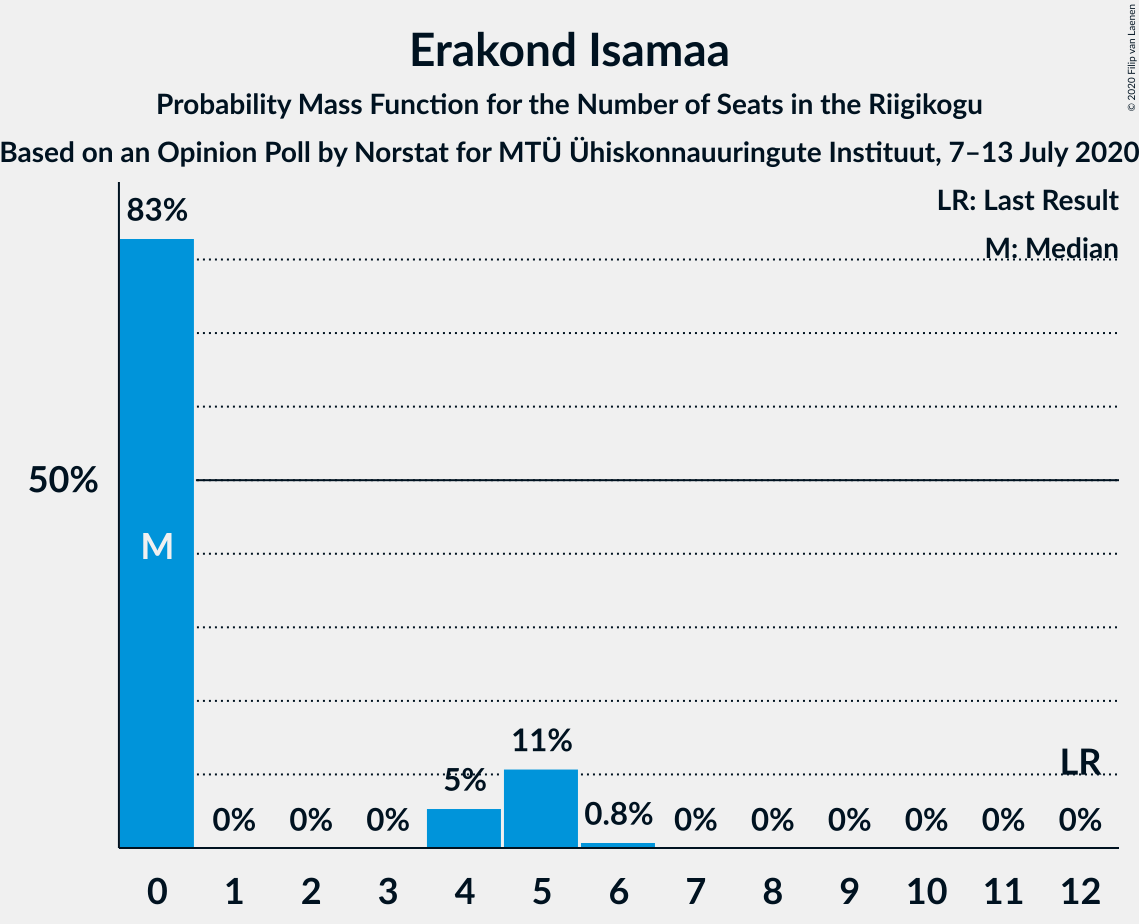 Erakond Isamaa
Probability Mass Function for the Number of Seats in the Riigikogu
Based on an Opinion Poll by Norstat for MTÜ Ühiskonnauuringute Instituut, 7–13 July 2020
© 2020 Filip van Laenen
LR: Last Result
M: Median
83%
50%
M
11%
5%
LR
0% 0% 0% 0.8% 0% 0% 0% 0% 0% 0%
0 1 2 3 4 5 6 7 8 9 10 11 12